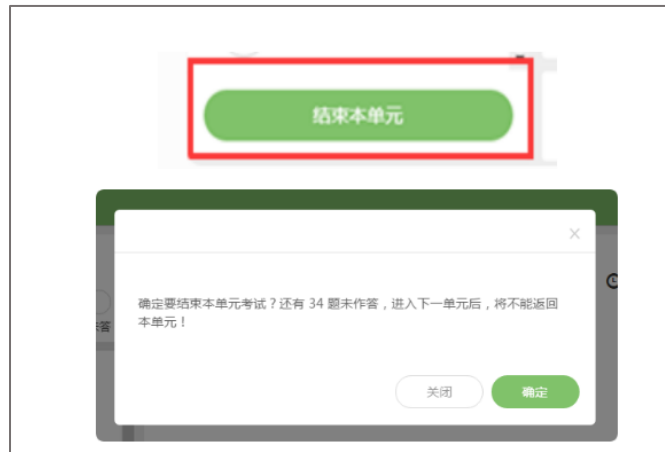 结束本单元
确定要结束本单元考试？还有 34 题未作答，进入下一单元后，将不能返回
本单元！
答
关闭
确定